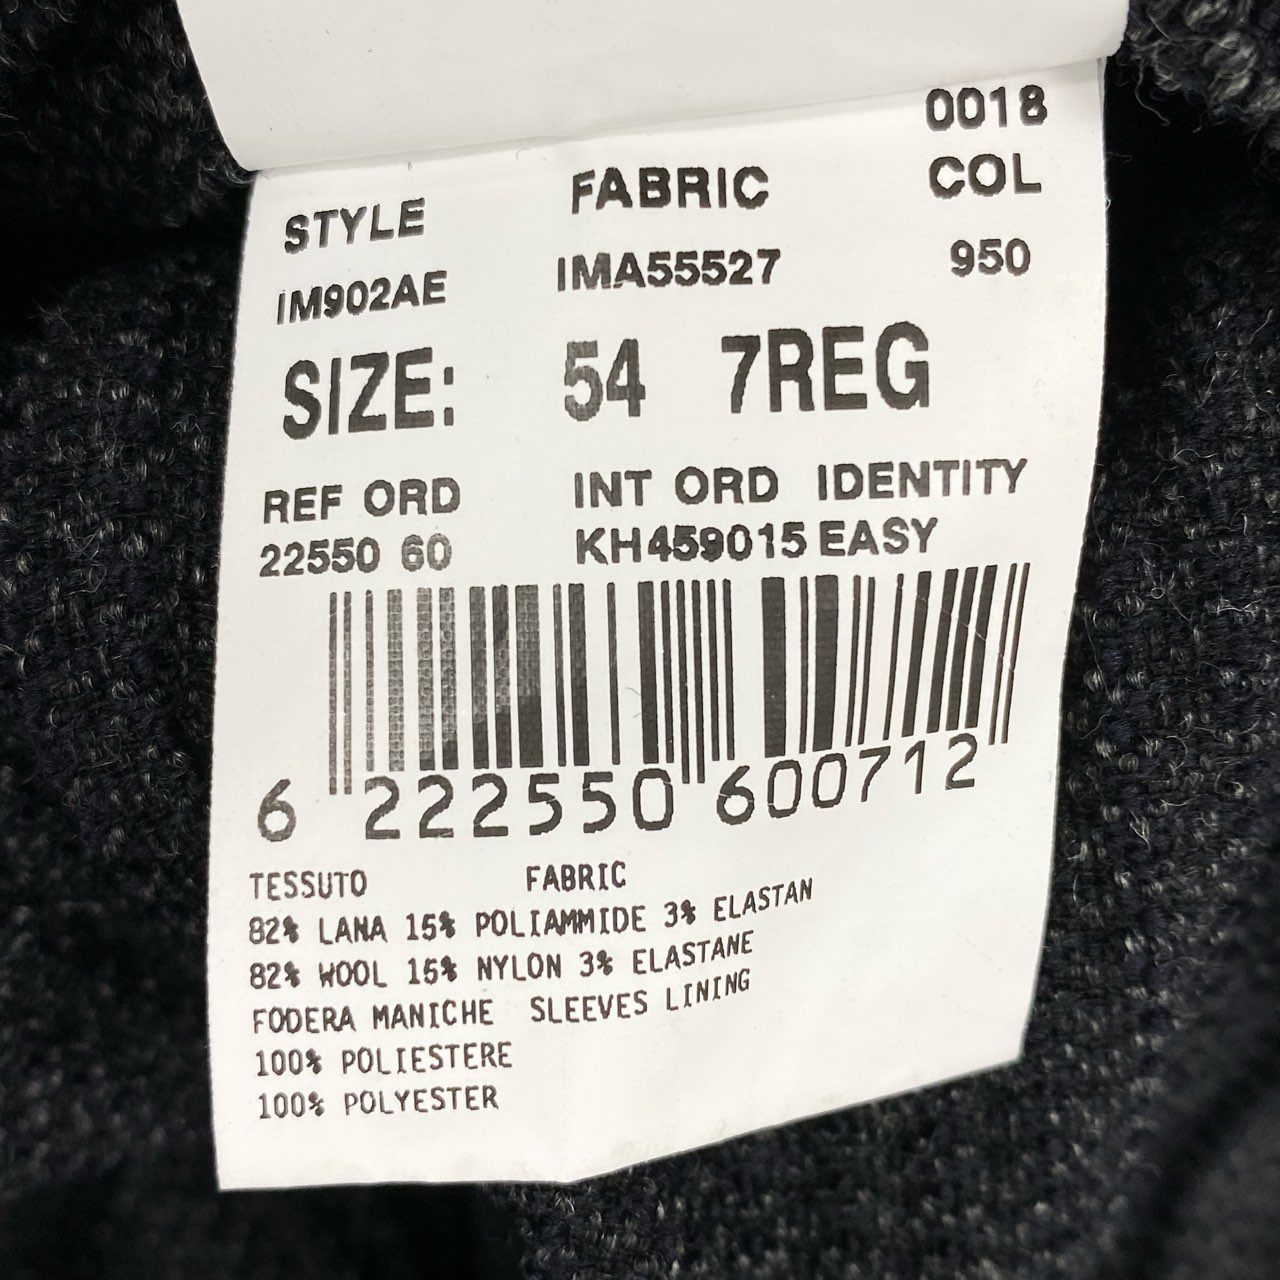 0018
STYLE FABRIC COL
IM902AE IMA55527 950
SIZE: 54 7REG
REF ORD INT ORD IDENTITY
22550 60 KH459015 EASY
6 222550 600712
TESSUTO FABRIC
82% LANA 15% POLIAMMIDE 3% ELASTAN
82% WOOL 15% NYLON 3% ELASTANE
FODERA MANICHE SLEEVES LINING
100% POLIESTERE
100% POLYESTER